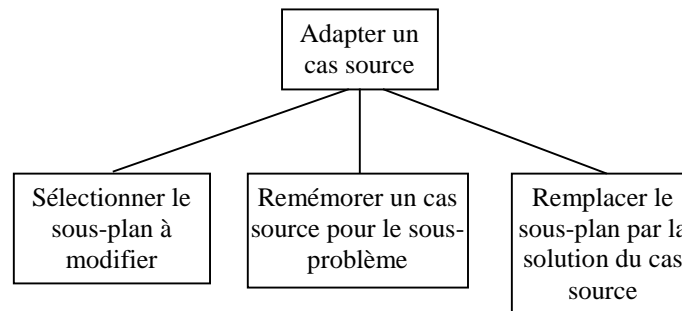 Adapter un
cas source
Sélectionner le
sous-plan à
modifier
Remémorer un cas
source pour le sous-
problème
Remplacer le
sous-plan par la
solution du cas
source